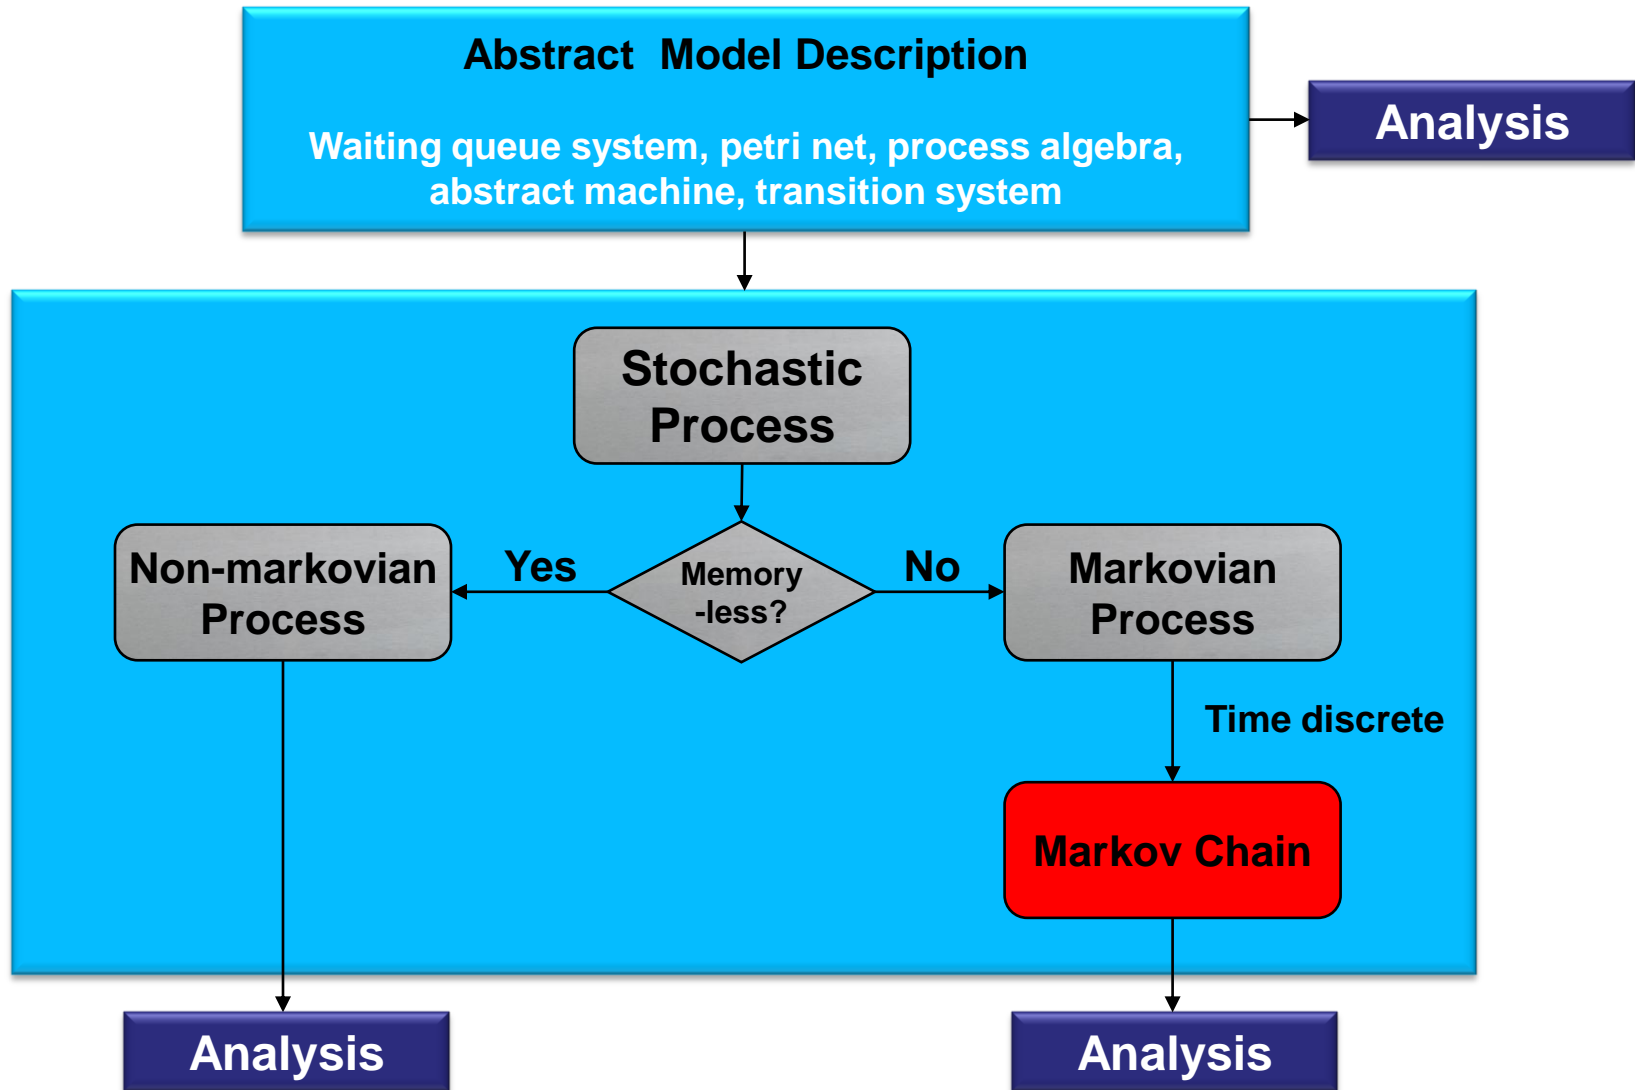 Abstract Model Description
Waiting queue system, petri net, process algebra,
abstract machine, transition system
Analysis
Stochastic
Process
Non-markovian
Process
Yes
Memory
-less?
No
Markovian
Process
Time discrete
Markov Chain
Analysis
Analysis